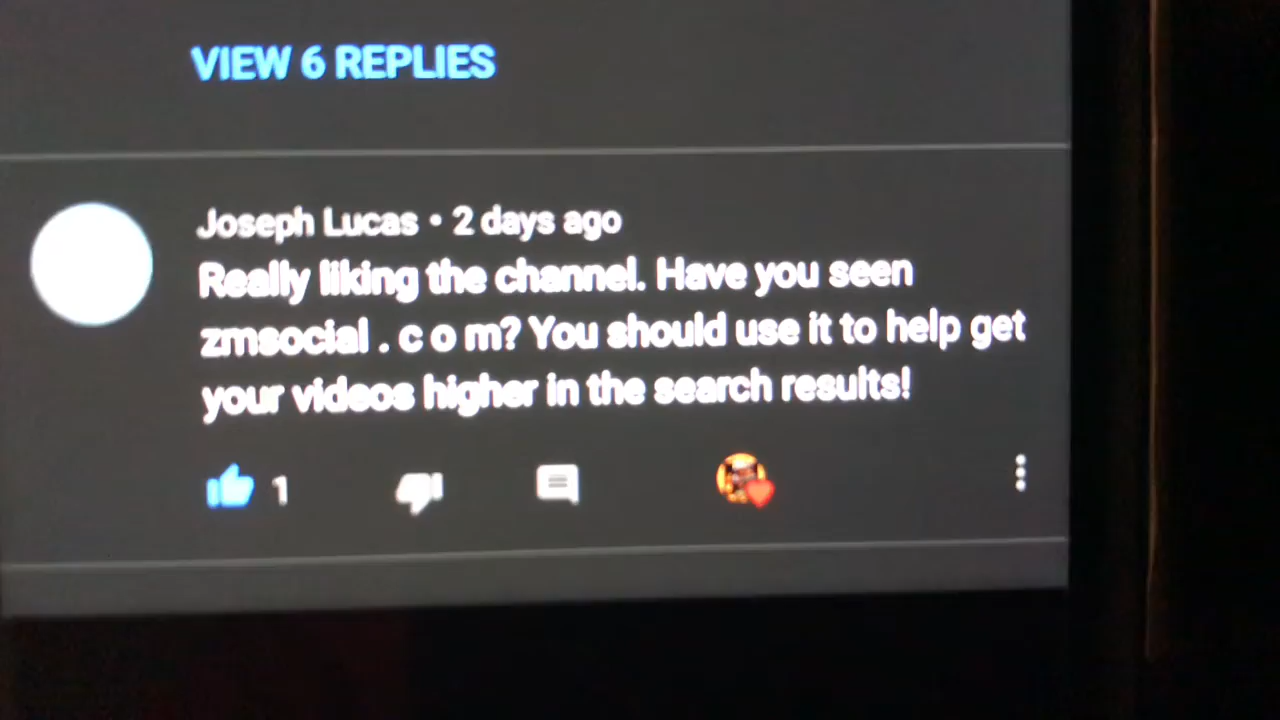 VIEW 6 REPLIES
Joseph Lucas • 2 days ago
Really liking the channel. Have you seen
zmsocial . c o m? You should use it to help get
your videos higher in the search results!
1